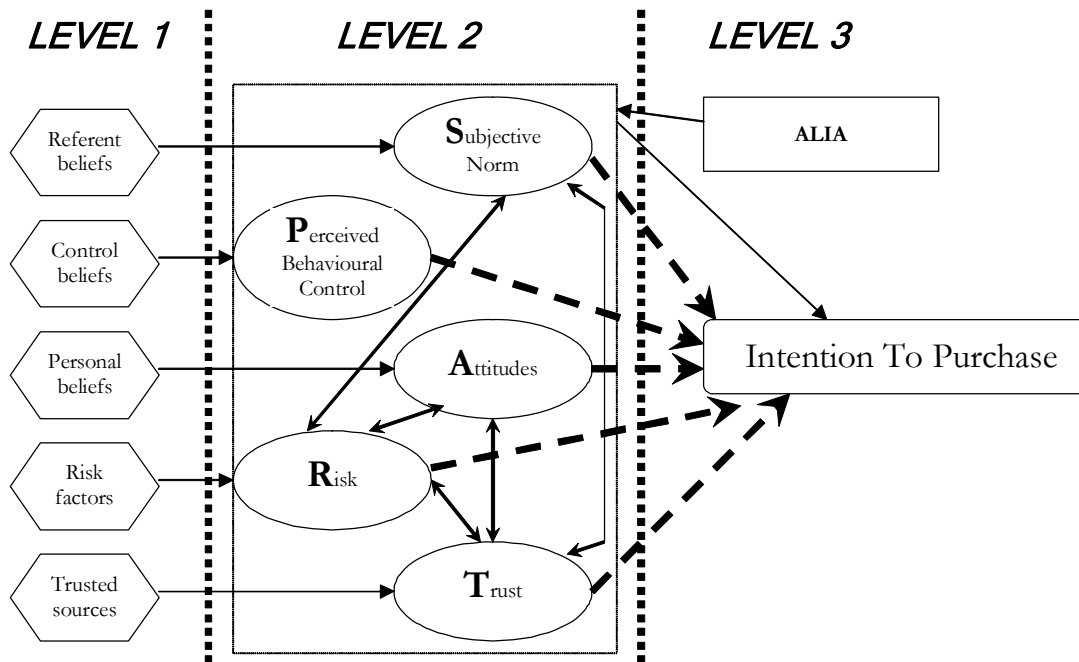 LEVEL 1
LEVEL 2
LEVEL 3
Referent
beliefs
Subjective
Norm
ALIA
Control
beliefs
Perceived
Behavioural
Control
Personal
beliefs
Attitudes
Intention To Purchase
Risk
factors
Risk
Trusted
sources
Trust